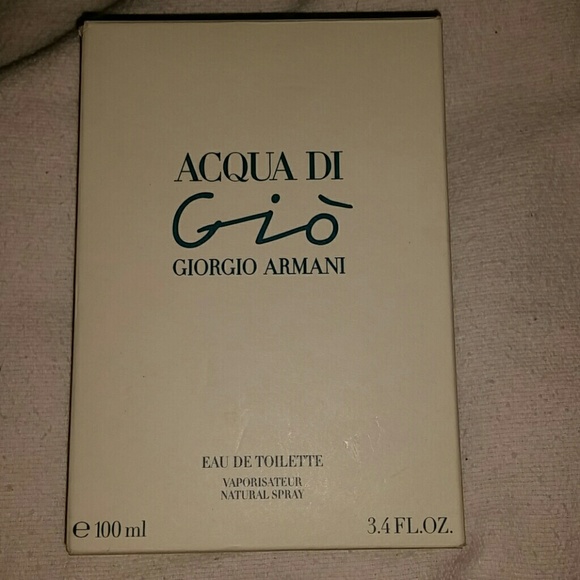 ACQUA DI
Giò
GIORGIO ARMANI
EAU DE TOILETTE
VAPORISATEUR
NATURAL SPRAY
℮ 100 ml 3.4 FL.OZ.